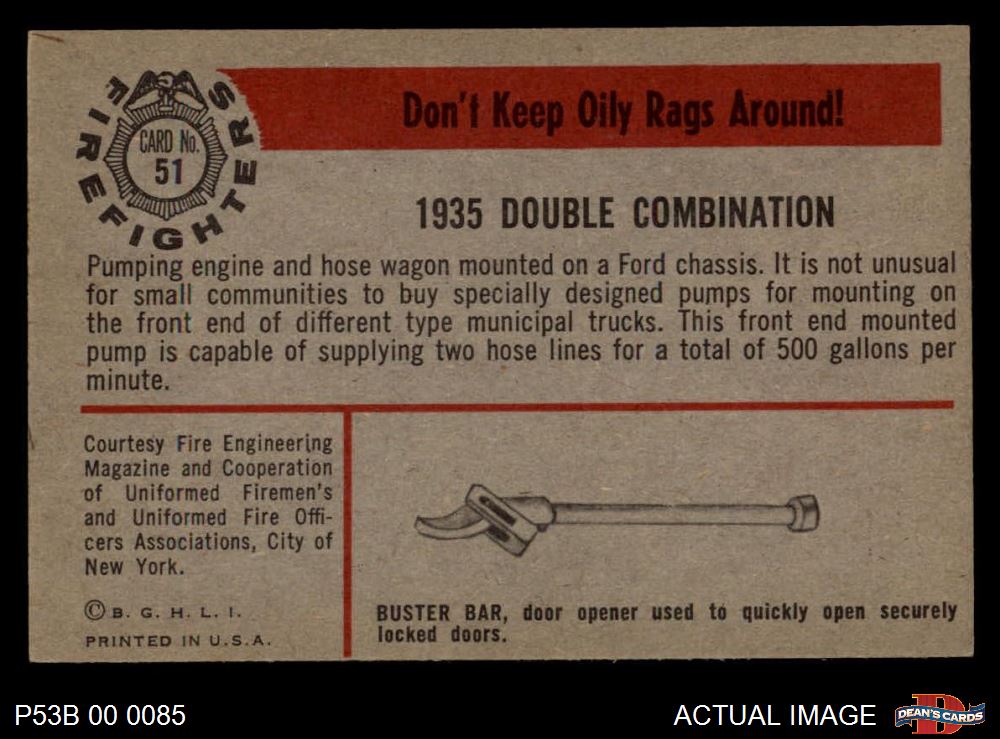 FIREFIGHTERS
CARD No.
51
Don't Keep Oily Rags Around!
1935 DOUBLE COMBINATION
Pumping engine and hose wagon mounted on a Ford chassis. It is not unusual
for small communities to buy specially designed pumps for mounting on
the front end of different type municipal trucks. This front end mounted
pump is capable of supplying two hose lines for a total of 500 gallons per
minute.
Courtesy Fire Engineering
Magazine and Cooperation
of Uniformed Firemen's
and Uniformed Fire Offi-
cers Associations, City of
New York.
© B. G. H. L. I.
PRINTED IN U.S.A.
BUSTER BAR, door opener used to quickly open securely
locked doors.
P53B 00 0085
ACTUAL IMAGE
D
DEAN'S CARDS